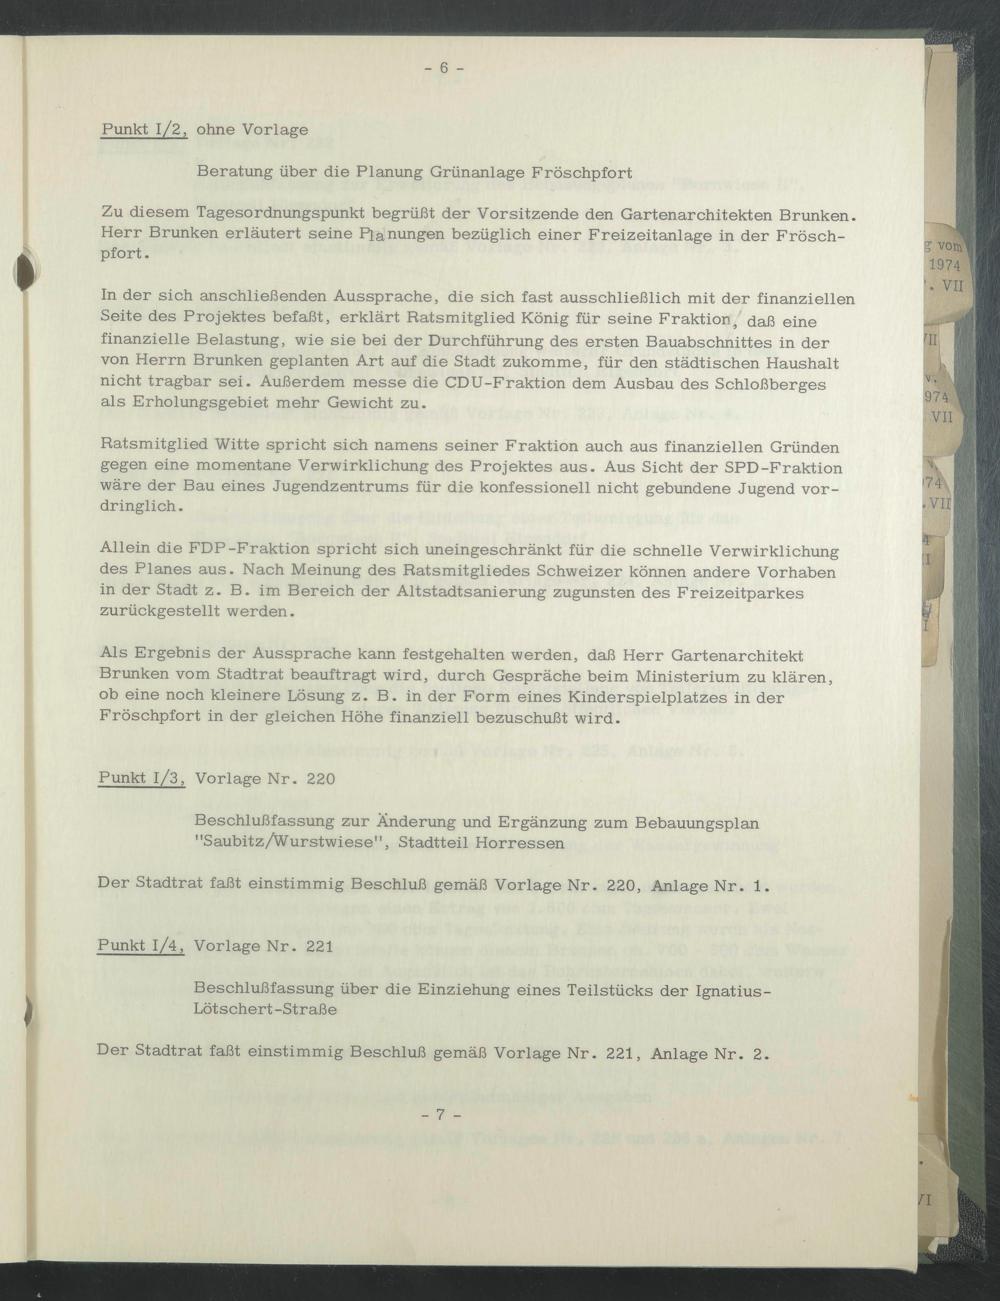 - 6 -
Punkt I/2, ohne Vorlage
Beratung über die Planung Grünanlage Fröschpfort
Zu diesem Tagesordnungspunkt begrüßt der Vorsitzende den Gartenarchitekten Brunken.
Herr Brunken erläutert seine Planungen bezüglich einer Freizeitanlage in der Frösch-
pfort.
In der sich anschließenden Aussprache, die sich fast ausschließlich mit der finanziellen
Seite des Projektes befaßt, erklärt Ratsmitglied König für seine Fraktion, daß eine
finanzielle Belastung, wie sie bei der Durchführung des ersten Bauabschnittes in der
von Herrn Brunken geplanten Art auf die Stadt zukomme, für den städtischen Haushalt
nicht tragbar sei. Außerdem messe die CDU-Fraktion dem Ausbau des Schloßberges
als Erholungsgebiet mehr Gewicht zu.
Ratsmitglied Witte spricht sich namens seiner Fraktion auch aus finanziellen Gründen
gegen eine momentane Verwirklichung des Projektes aus. Aus Sicht der SPD-Fraktion
wäre der Bau eines Jugendzentrums für die konfessionell nicht gebundene Jugend vor-
dringlich.
Allein die FDP-Fraktion spricht sich uneingeschränkt für die schnelle Verwirklichung
des Planes aus. Nach Meinung des Ratsmitgliedes Schweizer können andere Vorhaben
in der Stadt z. B. im Bereich der Altstadtsanierung zugunsten des Freizeitparkes
zurückgestellt werden.
Als Ergebnis der Aussprache kann festgehalten werden, daß Herr Gartenarchitekt
Brunken vom Stadtrat beauftragt wird, durch Gespräche beim Ministerium zu klären,
ob eine noch kleinere Lösung z. B. in der Form eines Kinderspielplatzes in der
Fröschpfort in der gleichen Höhe finanziell bezuschußt wird.
Punkt I/3, Vorlage Nr. 220
Beschlußfassung zur Änderung und Ergänzung zum Bebauungsplan
"Saubitz/Wurstwiese", Stadtteil Horressen
Der Stadtrat faßt einstimmig Beschluß gemäß Vorlage Nr. 220, Anlage Nr. 1.
Punkt I/4, Vorlage Nr. 221
Beschlußfassung über die Einziehung eines Teilstücks der Ignatius-
Lötschert-Straße
Der Stadtrat faßt einstimmig Beschluß gemäß Vorlage Nr. 221, Anlage Nr. 2.
- 7 -
vom
1974
. VII
VII
v.
974
VII
74
.VII